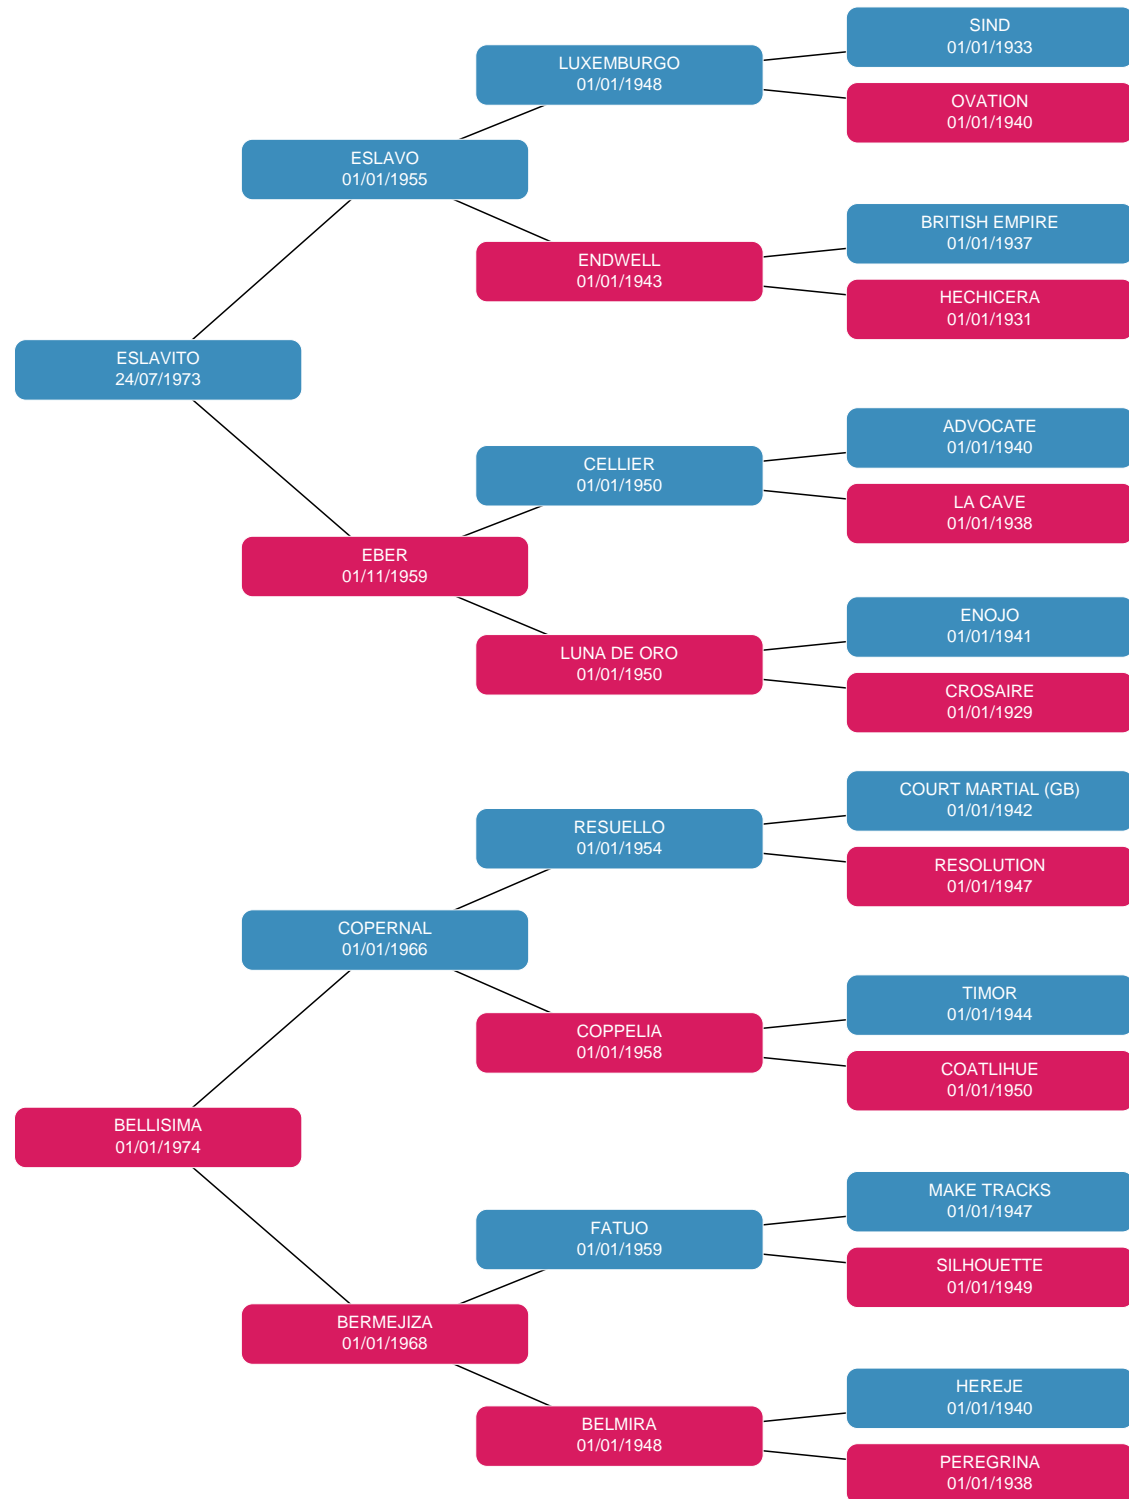 SIND
01/01/1933
LUXEMBURGO
01/01/1948
OVATION
01/01/1940
ESLAVO
01/01/1955
BRITISH EMPIRE
01/01/1937
ENDWELL
01/01/1943
HECHICERA
01/01/1931
ESLAVITO
24/07/1973
ADVOCATE
01/01/1940
CELLIER
01/01/1950
LA CAVE
01/01/1938
EBER
01/11/1959
ENOJO
01/01/1941
LUNA DE ORO
01/01/1950
CROSAIRE
01/01/1929
COURT MARTIAL (GB)
01/01/1942
RESUELLO
01/01/1954
RESOLUTION
01/01/1947
COPERNAL
01/01/1966
TIMOR
01/01/1944
COPPELIA
01/01/1958
COATLIHUE
01/01/1950
BELLISIMA
01/01/1974
MAKE TRACKS
01/01/1947
FATUO
01/01/1959
SILHOUETTE
01/01/1949
BERMEJIZA
01/01/1968
HEREJE
01/01/1940
BELMIRA
01/01/1948
PEREGRINA
01/01/1938